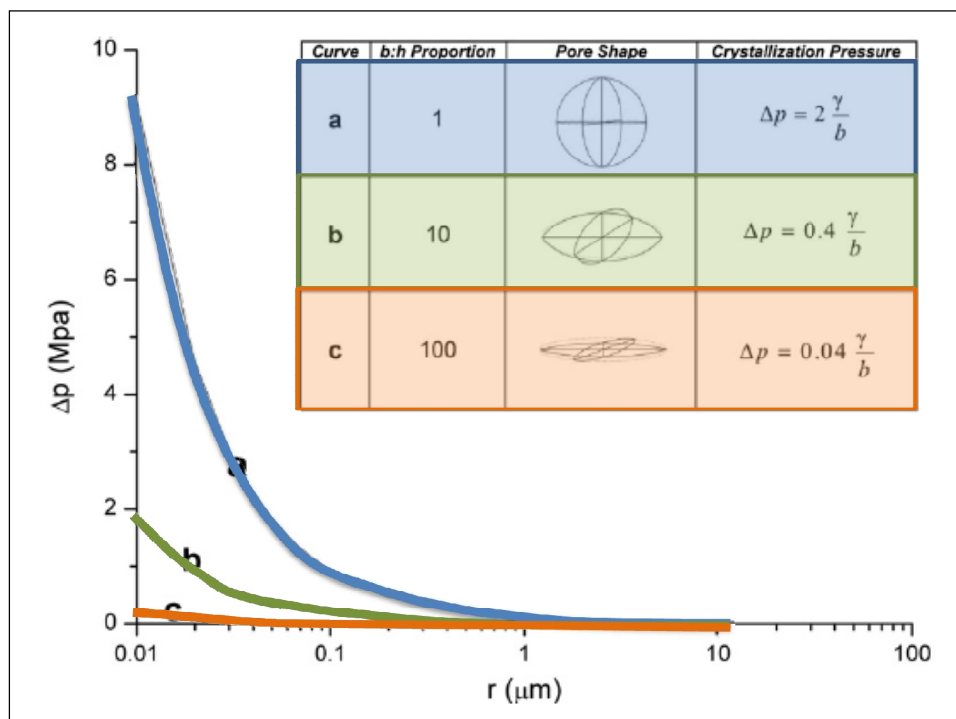 10
8
6
4
2
0
Δp (Mpa)
Curve b:h Proportion Pore Shape Crystallization Pressure
a 1 Δp = 2 γ/b
b 10 Δp = 0.4 γ/b
c 100 Δp = 0.04 γ/b
a
b
c
0.01 0.1 1 10 100
r (μm)